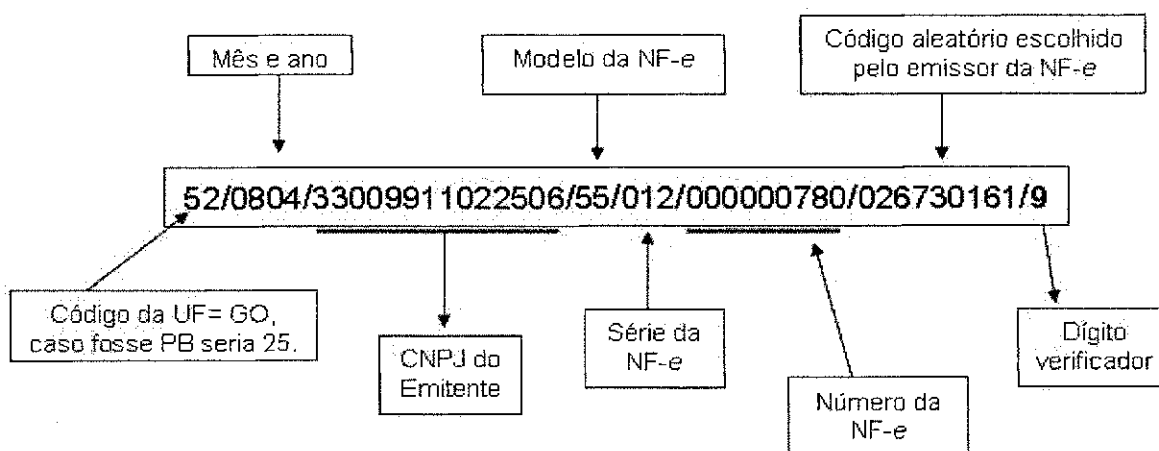 Mês e ano
Modelo da NF-e
Código aleatório escolhido
pelo emissor da NF-e
52/0804/33009911022506/55/012/000000780/026730161/9
Código da UF= GO,
caso fosse PB seria 25.
CNPJ do
Emitente
Série da
NF-e
Número da
NF-e
Dígito
verificador